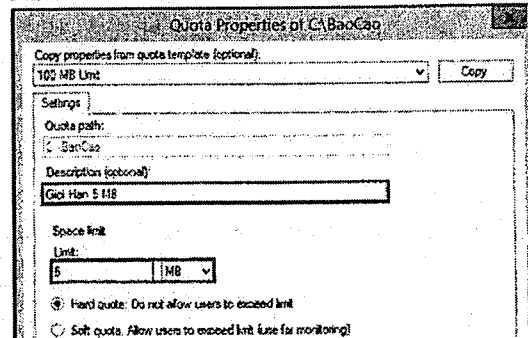 Quota Properties of C:\BaoCao
Copy properties from quota template (optional):
100 MB Limit
Copy
Settings
Quota path:
C:\BaoCao
Description (optional):
Gioi Han 5 MB
Space limit
Limit:
5 MB
Hard quota: Do not allow users to exceed limit
Soft quota: Allow users to exceed limit (use for monitoring)